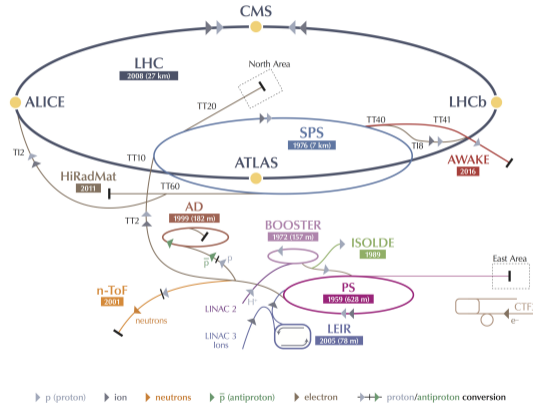 CMS
LHC
2008 (27 km)
North Area
ALICE
LHCb
TT20
TT40
TT41
SPS
1976 (7 km)
TI2
TT10
TI8
ATLAS
AWAKE
2016
HiRadMat
2011
TT60
AD
1999 (182 m)
TT2
BOOSTER
1972 (157 m)
ISOLDE
1989
p
p̅
East Area
n-ToF
2001
PS
1959 (628 m)
H⁺
LINAC 2
neutrons
CTF
e⁻
LINAC 3
Ions
LEIR
2005 (78 m)
p (proton)
ion
neutrons
p̅ (antiproton)
electron
proton/antiproton conversion